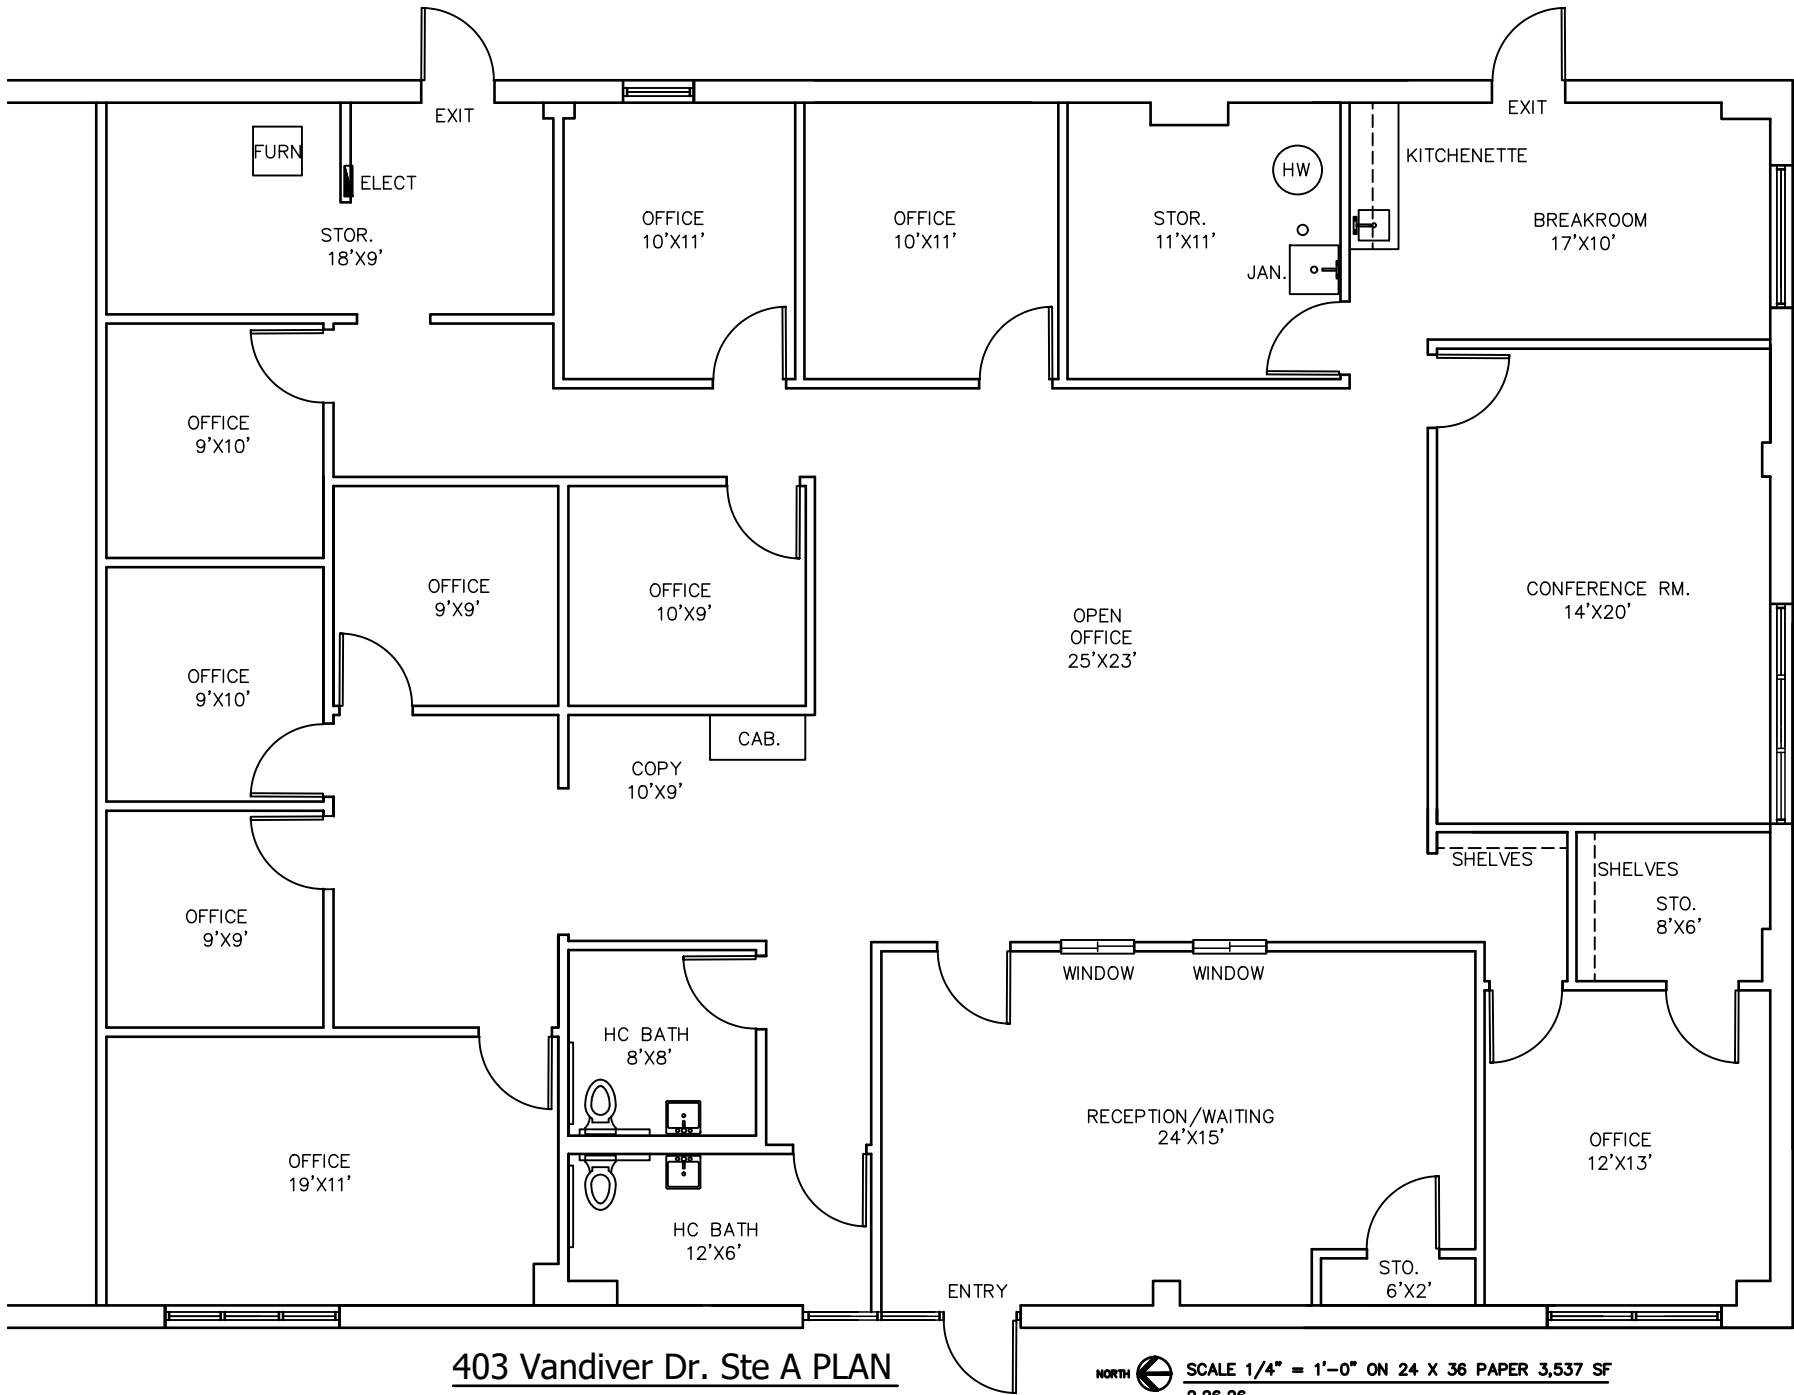 EXIT
EXIT
FURN
ELECT
STOR.
18'X9'
OFFICE
10'X11'
OFFICE
10'X11'
STOR.
11'X11'
HW
JAN.
KITCHENETTE
BREAKROOM
17'X10'
OFFICE
9'X10'
OFFICE
9'X9'
OFFICE
10'X9'
OPEN
OFFICE
25'X23'
CONFERENCE RM.
14'X20'
OFFICE
9'X10'
CAB.
COPY
10'X9'
SHELVES
SHELVES
STO.
8'X6'
OFFICE
9'X9'
WINDOW
WINDOW
HC BATH
8'X8'
RECEPTION/WAITING
24'X15'
OFFICE
12'X13'
OFFICE
19'X11'
HC BATH
12'X6'
STO.
6'X2'
ENTRY
403 Vandiver Dr. Ste A PLAN
NORTH
SCALE 1/4" = 1'-0" ON 24 X 36 PAPER 3,537 SF